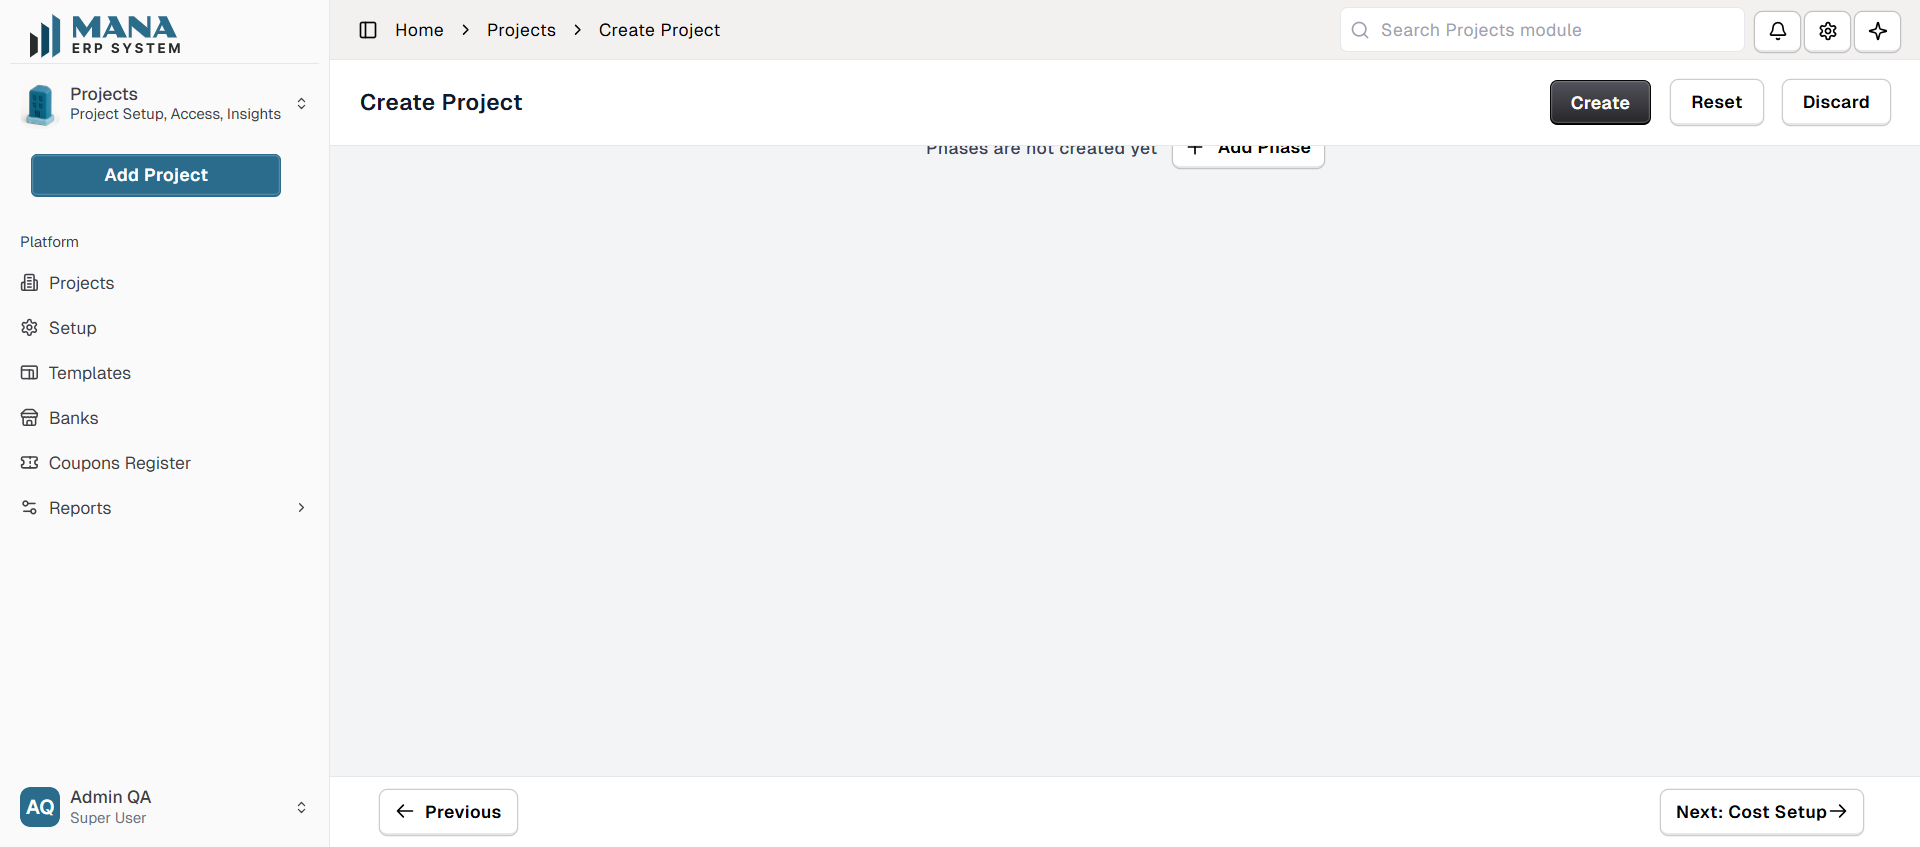 MANA
ERP SYSTEM
Home
Projects
Create Project
Search Projects module
Projects
Project Setup, Access, Insights
Create Project
Create
Reset
Discard
Phases are not created yet
Add Phase
Add Project
Platform
Projects
Setup
Templates
Banks
Coupons Register
Reports
AQ
Admin QA
Super User
Previous
Next: Cost Setup